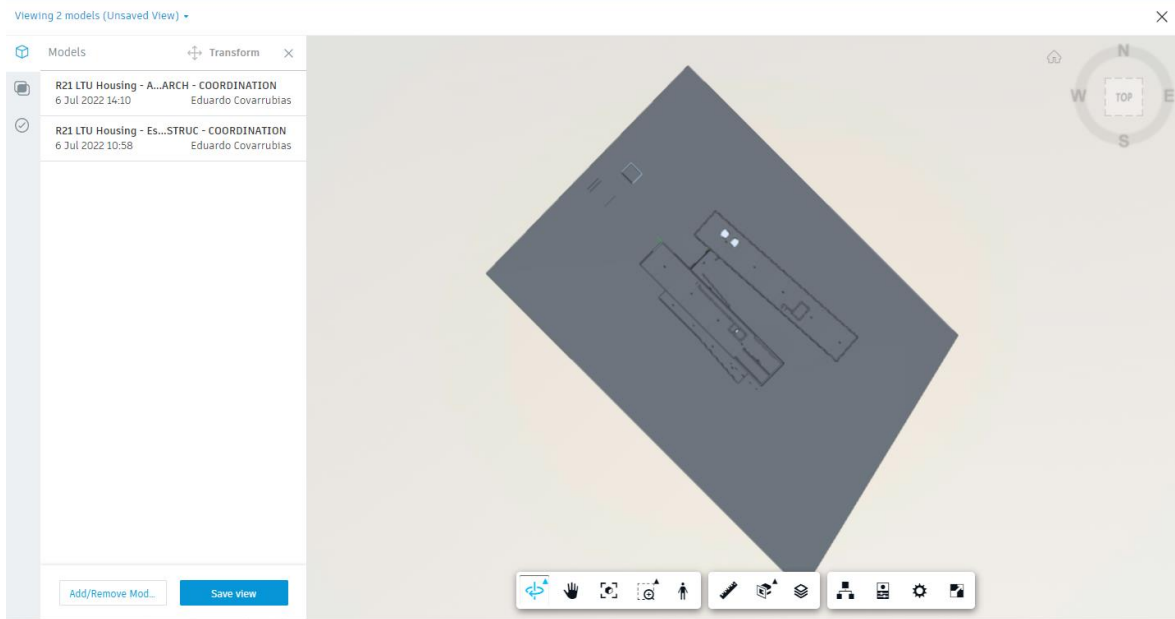 Viewing 2 models (Unsaved View)
Models
Transform
R21 LTU Housing - A...ARCH - COORDINATION
6 Jul 2022 14:10 Eduardo Covarrubias
R21 LTU Housing - Es...STRUC - COORDINATION
6 Jul 2022 10:58 Eduardo Covarrubias
N
W TOP E
S
Add/Remove Mod... Save view